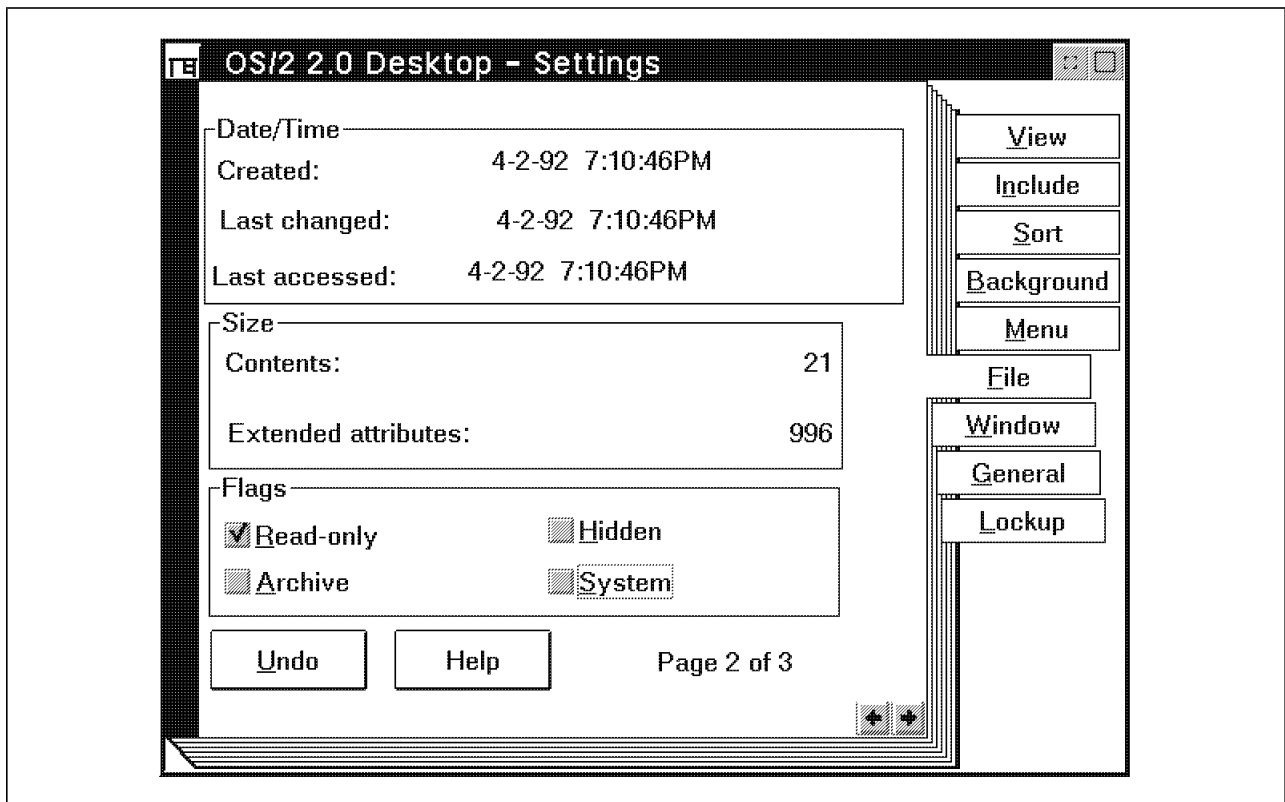 OS/2 2.0 Desktop - Settings
Date/Time
Created: 4-2-92 7:10:46PM
Last changed: 4-2-92 7:10:46PM
Last accessed: 4-2-92 7:10:46PM
Size
Contents: 21
Extended attributes: 996
Flags
Read-only Hidden
Archive System
Undo Help Page 2 of 3
View
Include
Sort
Background
Menu
File
Window
General
Lockup